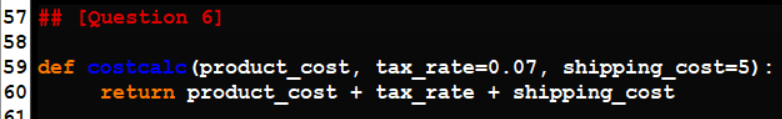 57 ## [Question 6]
58
59 def costcalc(product_cost, tax_rate=0.07, shipping_cost=5):
60     return product_cost + tax_rate + shipping_cost
61